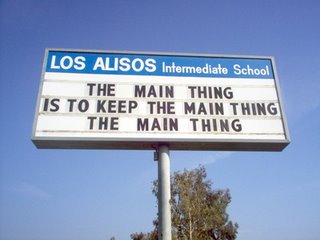 LOS ALISOS Intermediate School
THE MAIN THING
IS TO KEEP THE MAIN THING
THE MAIN THING